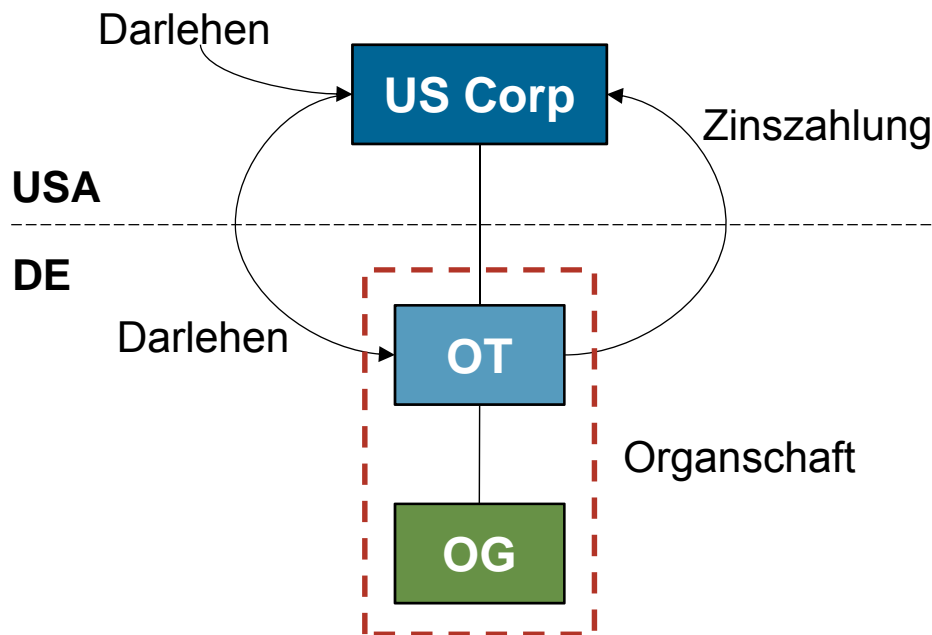 Darlehen
US Corp
Zinszahlung
USA
DE
Darlehen
OT
Organschaft
OG